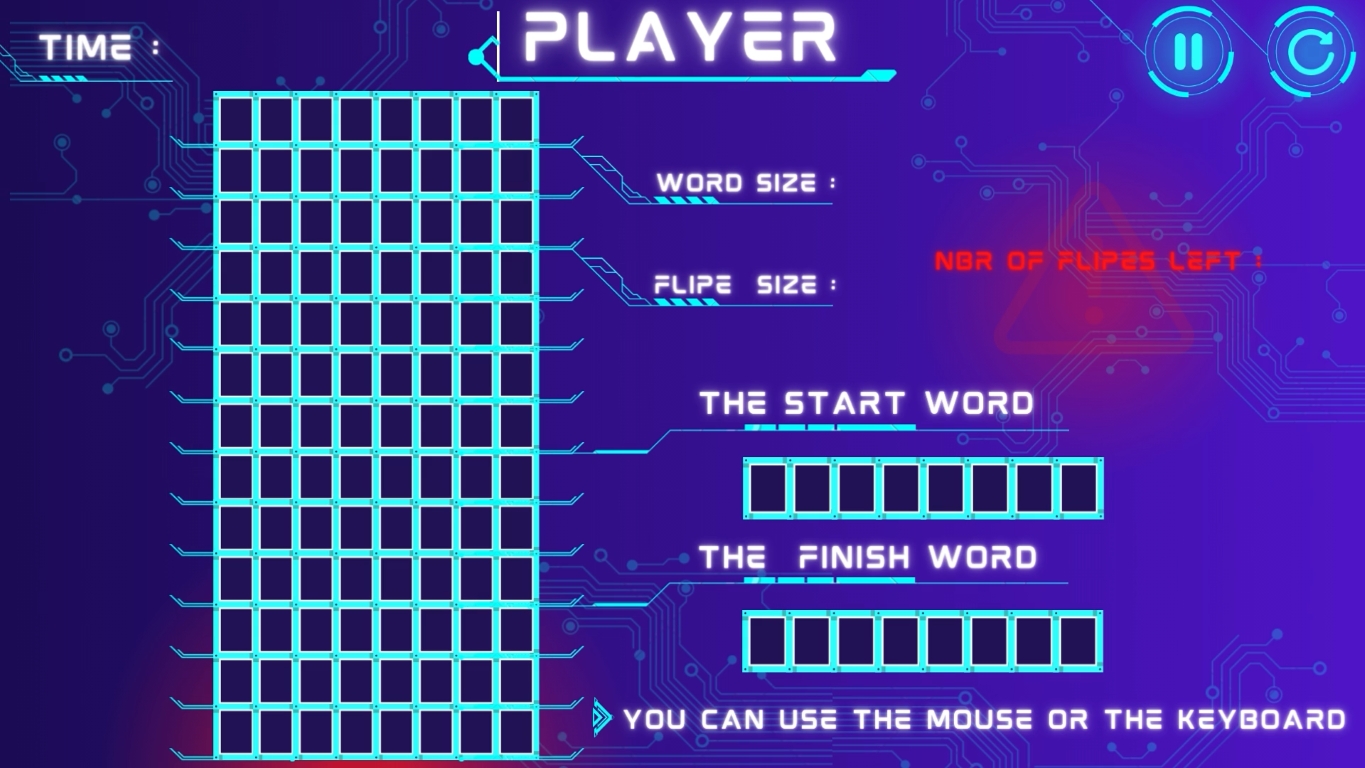 TIME :
PLAYER
WORD SIZE :
FLIPE SIZE :
NBR OF FLIPES LEFT :
THE START WORD
THE FINISH WORD
YOU CAN USE THE MOUSE OR THE KEYBOARD